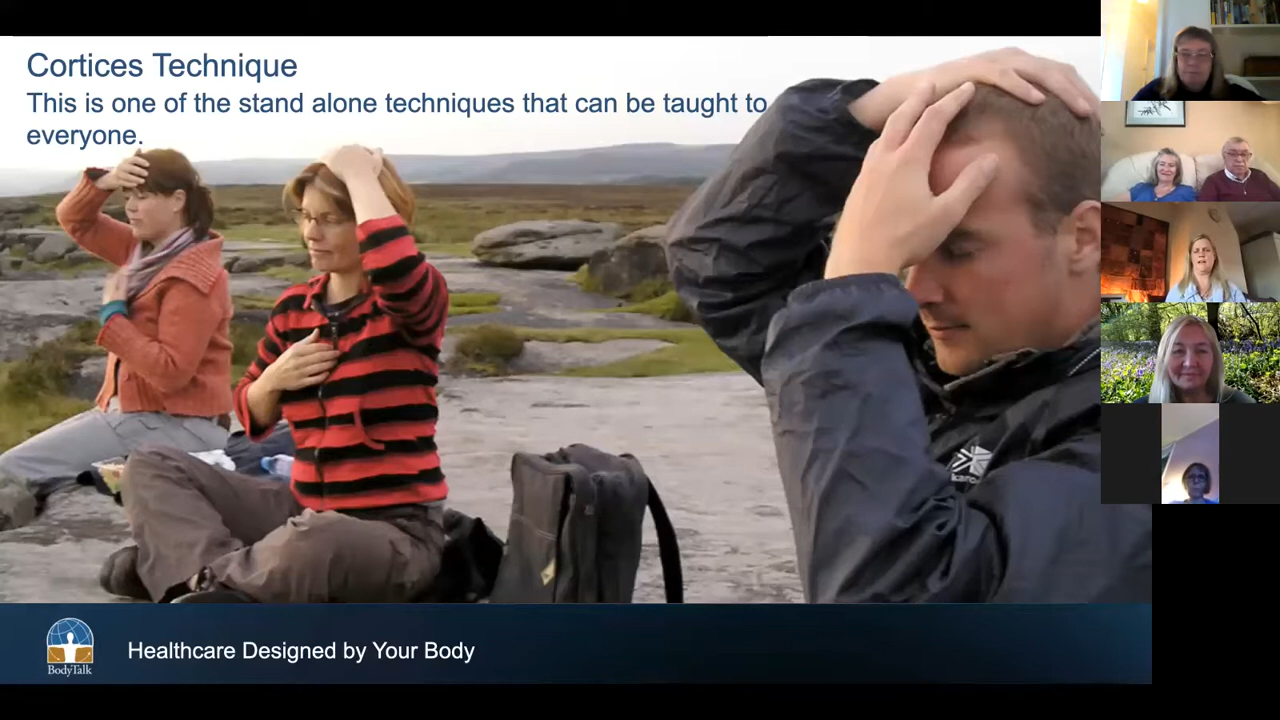 Cortices Technique
This is one of the stand alone techniques that can be taught to
everyone.
BodyTalk
Healthcare Designed by Your Body